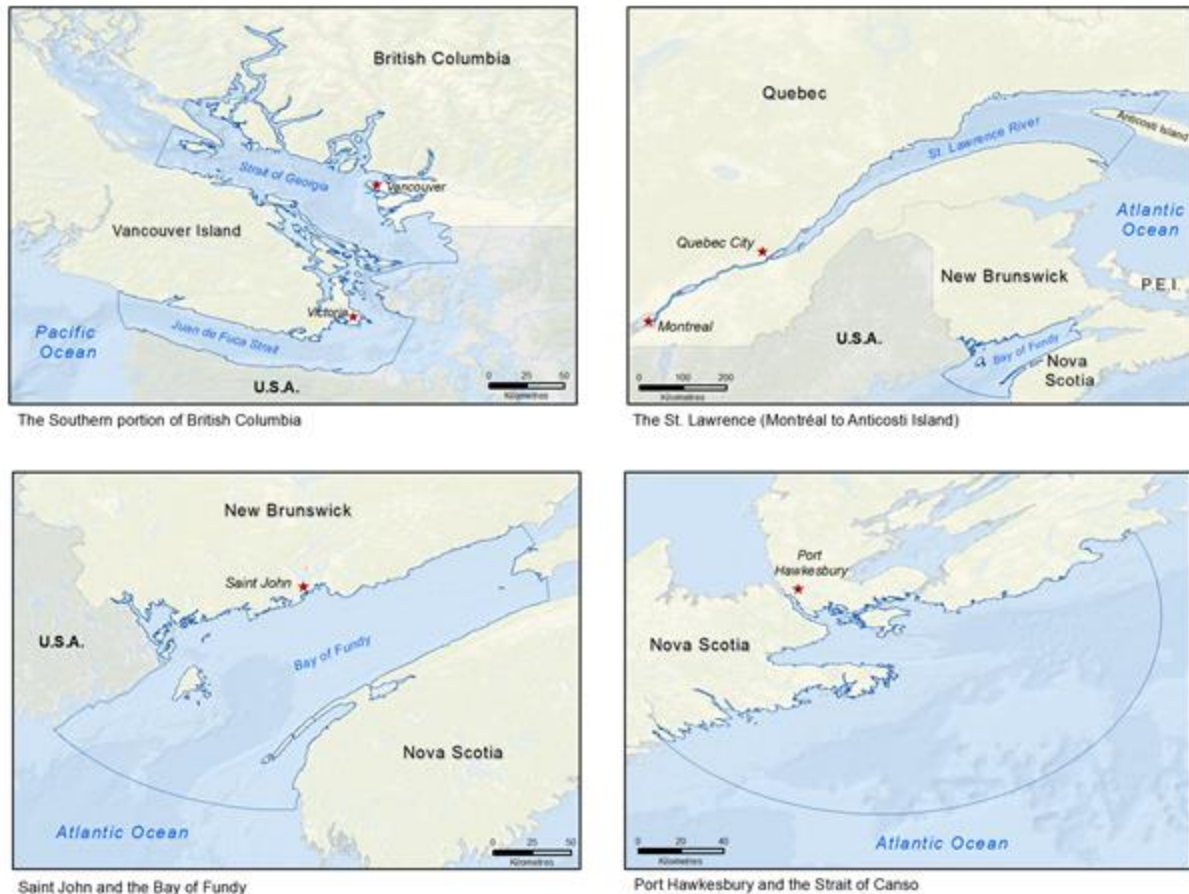 British Columbia
Strait of Georgia
Vancouver
Vancouver Island
Victoria
Juan de Fuca Strait
Pacific
Ocean
U.S.A.
0 25 50
Kilometres
The Southern portion of British Columbia
Quebec
Anticosti Island
St. Lawrence River
Atlantic
Ocean
Quebec City
New Brunswick
P.E.I.
Montreal
U.S.A.
Bay of Fundy
Nova
Scotia
0 100 200
Kilometres
The St. Lawrence (Montréal to Anticosti Island)
New Brunswick
Saint John
U.S.A.
Bay of Fundy
Nova Scotia
Atlantic Ocean
0 25 50
Kilometres
Saint John and the Bay of Fundy
Port
Hawkesbury
Nova Scotia
Atlantic Ocean
0 20 40
Kilometres
Port Hawkesbury and the Strait of Canso